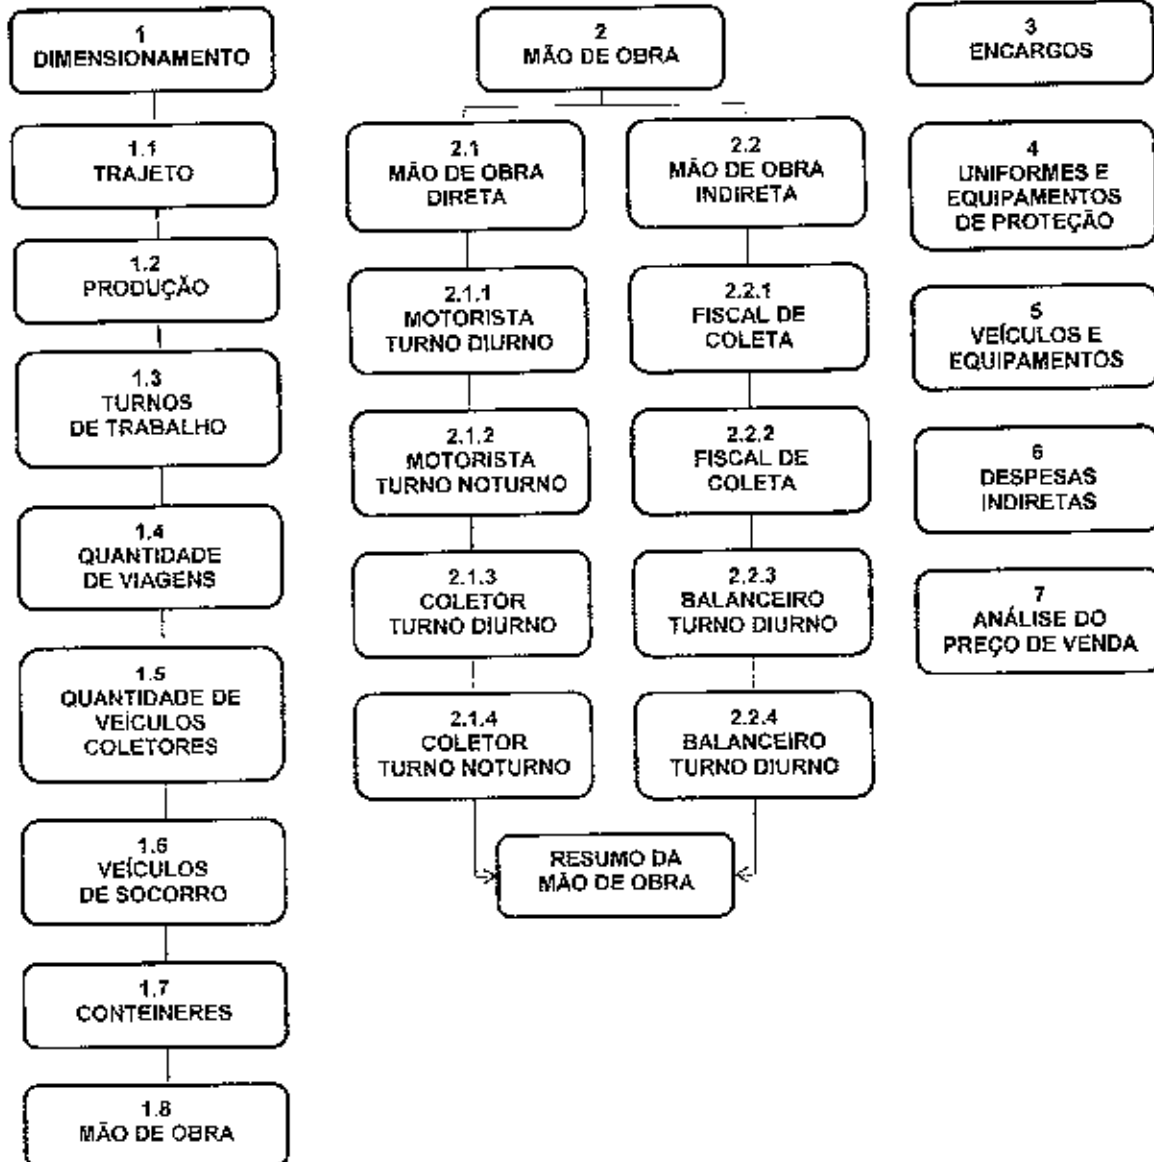 1
DIMENSIONAMENTO
1.1
TRAJETO
1.2
PRODUÇÃO
1.3
TURNOS
DE TRABALHO
1.4
QUANTIDADE
DE VIAGENS
1.5
QUANTIDADE DE
VEÍCULOS
COLETORES
1.6
VEÍCULOS
DE SOCORRO
1.7
CONTEINERES
1.8
MÃO DE OBRA
2
MÃO DE OBRA
2.1
MÃO DE OBRA
DIRETA
2.1.1
MOTORISTA
TURNO DIURNO
2.1.2
MOTORISTA
TURNO NOTURNO
2.1.3
COLETOR
TURNO DIURNO
2.1.4
COLETOR
TURNO NOTURNO
2.2
MÃO DE OBRA
INDIRETA
2.2.1
FISCAL DE
COLETA
2.2.2
FISCAL DE
COLETA
2.2.3
BALANCEIRO
TURNO DIURNO
2.2.4
BALANCEIRO
TURNO DIURNO
RESUMO DA
MÃO DE OBRA
3
ENCARGOS
4
UNIFORMES E
EQUIPAMENTOS
DE PROTEÇÃO
5
VEÍCULOS E
EQUIPAMENTOS
6
DESPESAS
INDIRETAS
7
ANÁLISE DO
PREÇO DE VENDA